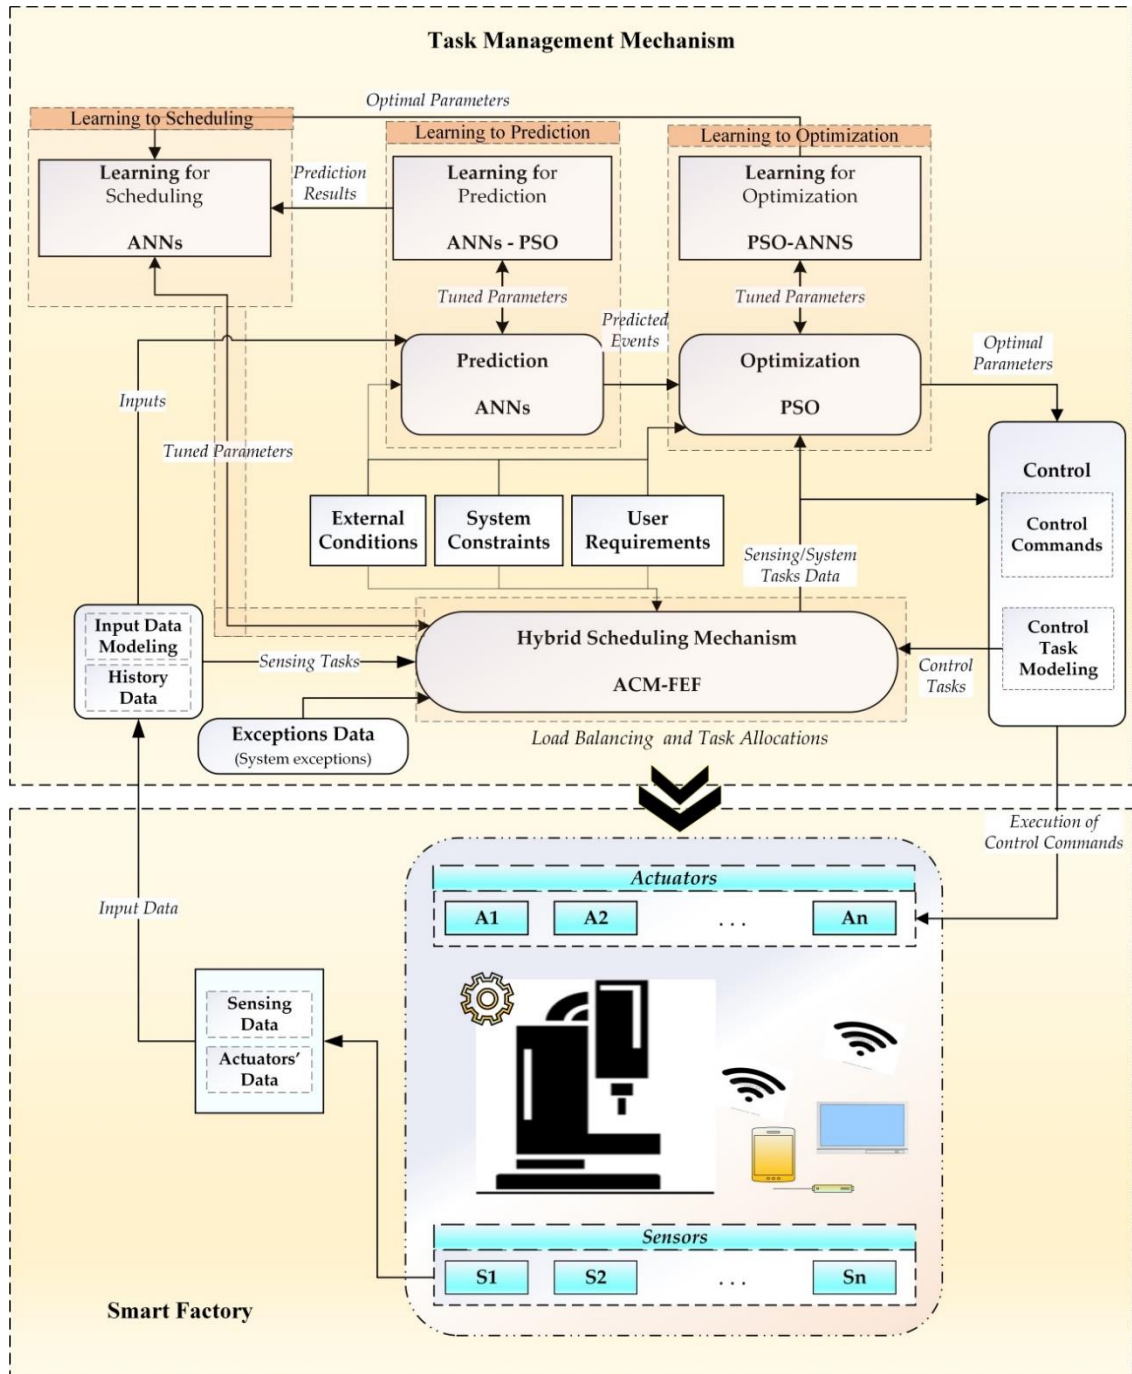 Task Management Mechanism
Optimal Parameters
Learning to Scheduling
Learning to Prediction
Learning to Optimization
Learning for
Scheduling
ANNs
Prediction
Results
Learning for
Prediction
ANNs - PSO
Learning for
Optimization
PSO-ANNS
Tuned Parameters
Tuned Parameters
Predicted
Events
Prediction
ANNs
Optimization
PSO
Optimal
Parameters
Inputs
Tuned Parameters
External
Conditions
System
Constraints
User
Requirements
Sensing/System
Tasks Data
Control
Control
Commands
Control
Task
Modeling
Input Data
Modeling
History
Data
Sensing Tasks
Hybrid Scheduling Mechanism
ACM-FEF
Control
Tasks
Exceptions Data
(System exceptions)
Load Balancing and Task Allocations
Execution of
Control Commands
Actuators
A1
A2
. . .
An
Input Data
Sensing
Data
Actuators'
Data
Sensors
S1
S2
. . .
Sn
Smart Factory